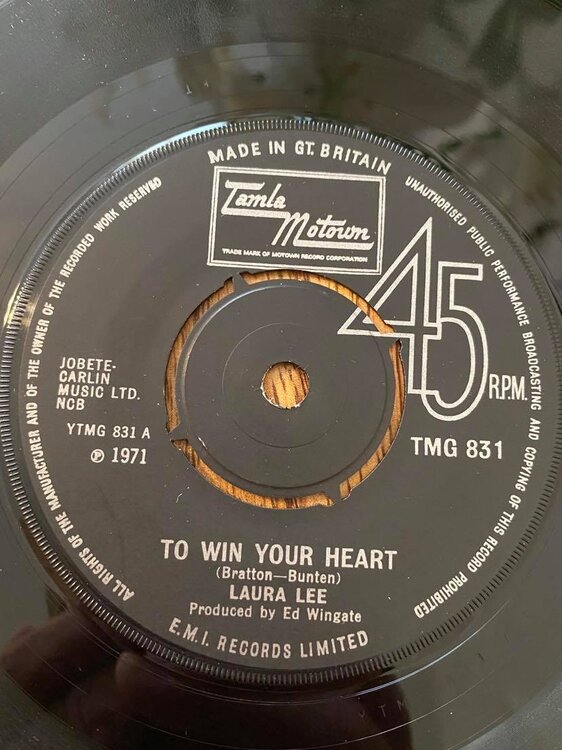 MADE IN GT. BRITAIN
Tamla
Motown
TRADE MARK OF MOTOWN RECORD CORPORATION
45
R.P.M.
TMG 831
JOBETE-
CARLIN
MUSIC LTD.
NCB
YTMG 831 A
℗ 1971
TO WIN YOUR HEART
(Bratton—Bunten)
LAURA LEE
Produced by Ed Wingate
E.M.I. RECORDS LIMITED
ALL RIGHTS OF THE MANUFACTURER AND OF THE OWNER OF THE RECORDED WORK RESERVED
UNAUTHORISED PUBLIC PERFORMANCE BROADCASTING AND COPYING OF THIS RECORD PROHIBITED
YTM